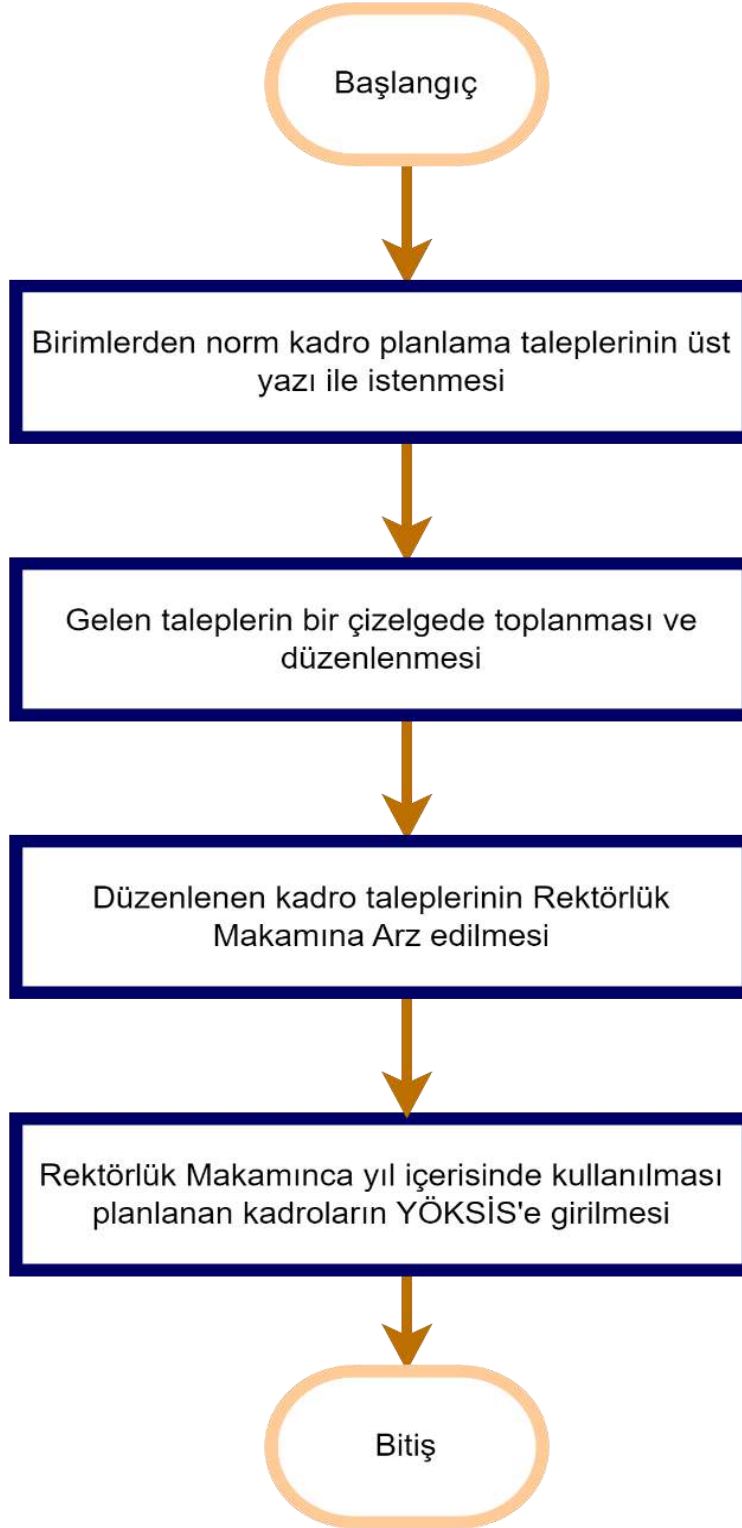 Başlangıç
Birimlerden norm kadro planlama taleplerinin üst
yazı ile istenmesi
Gelen taleplerin bir çizelgede toplanması ve
düzenlenmesi
Düzenlenen kadro taleplerinin Rektörlük
Makamına Arz edilmesi
Rektörlük Makamınca yıl içerisinde kullanılması
planlanan kadroların YÖKSİS'e girilmesi
Bitiş